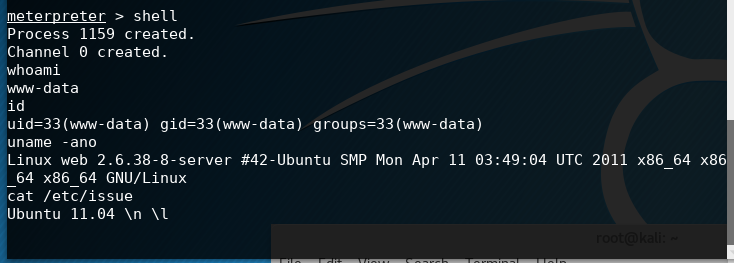 meterpreter > shell
Process 1159 created.
Channel 0 created.
whoami
www-data
id
uid=33(www-data) gid=33(www-data) groups=33(www-data)
uname -ano
Linux web 2.6.38-8-server #42-Ubuntu SMP Mon Apr 11 03:49:04 UTC 2011 x86_64 x86
_64 x86_64 GNU/Linux
cat /etc/issue
Ubuntu 11.04 \n \l
root@kali: ~
File Edit View Search Terminal Help